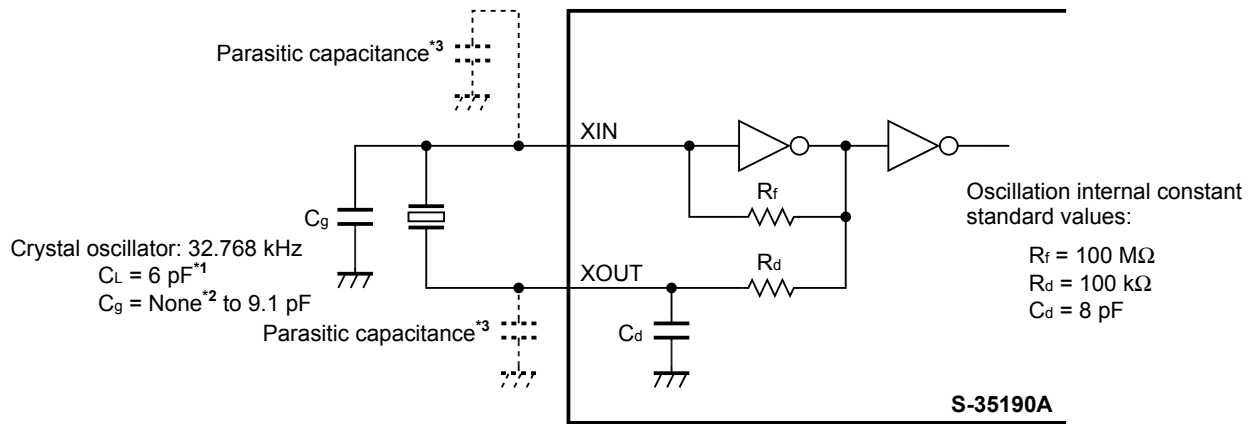 Parasitic capacitance*3
XIN
Rf
Cg
Crystal oscillator: 32.768 kHz
CL = 6 pF*1
Cg = None*2 to 9.1 pF
XOUT
Rd
Parasitic capacitance*3
Cd
Oscillation internal constant
standard values:
Rf = 100 MΩ
Rd = 100 kΩ
Cd = 8 pF
S-35190A